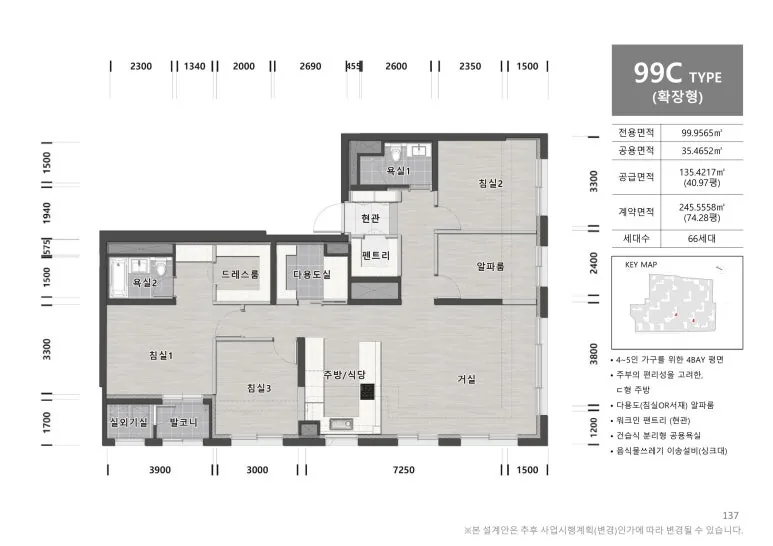 2300 1340 2000 2690 455 2600 2350 1500
99C TYPE
(확장형)
전용면적 99.9565㎡
공용면적 35.4652㎡
공급면적 135.4217㎡
(40.97평)
계약면적 245.5558㎡
(74.28평)
세대수 66세대
KEY MAP
• 4~5인 가구를 위한 4BAY 평면
• 주부의 편리성을 고려한,
ㄷ형 주방
• 다용도(침실OR서재) 알파룸
• 워크인 팬트리 (현관)
• 건습식 분리형 공용욕실
• 음식물쓰레기 이송설비(싱크대)
1500
1940
575
1500
3300
1700
욕실1
침실2
현관
팬트리
알파룸
욕실2
드레스룸
다용도실
침실1
침실3
주방/식당
거실
실외기실
발코니
3300
2400
3800
1200
3900 3000 7250 1500
137
※본 설계안은 추후 사업시행계획(변경)인가에 따라 변경될 수 있습니다.